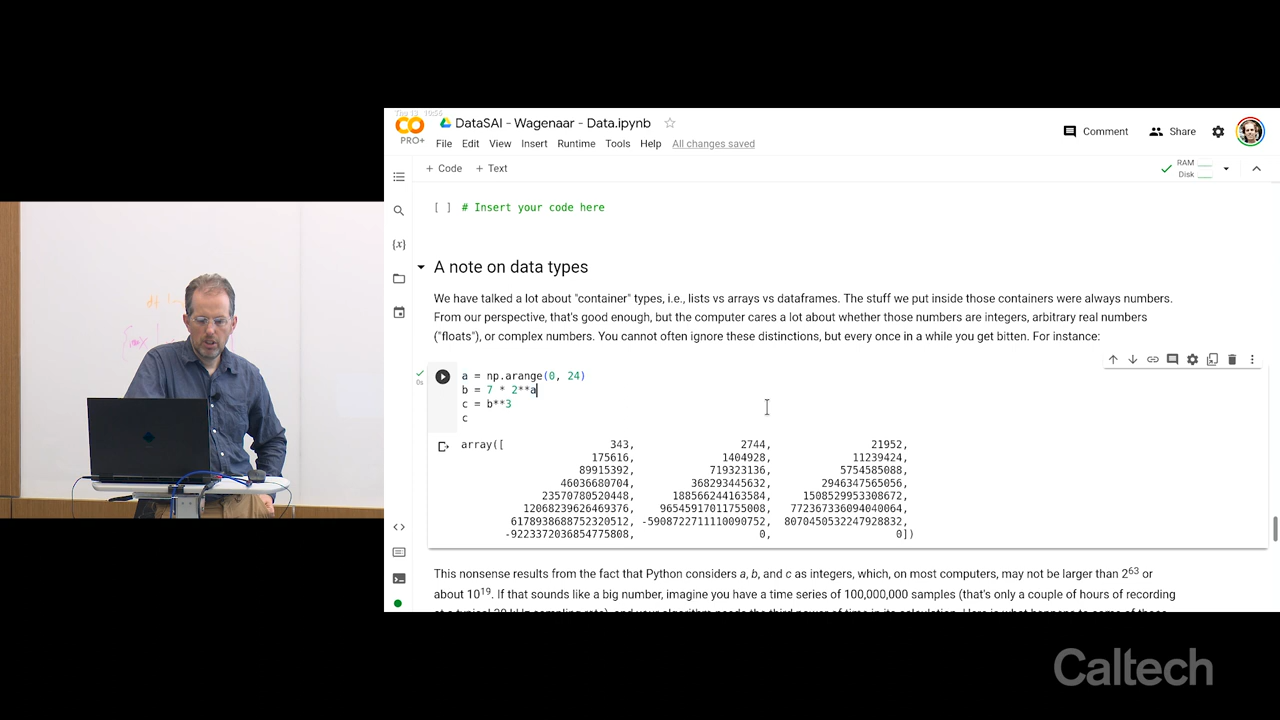 DataSAI - Wagenaar - Data.ipynb
PRO+
File Edit View Insert Runtime Tools Help All changes saved
Comment Share
+ Code + Text
RAM
Disk
[ ] # Insert your code here
{x}
A note on data types
We have talked a lot about "container" types, i.e., lists vs arrays vs dataframes. The stuff we put inside those containers were always numbers.
From our perspective, that's good enough, but the computer cares a lot about whether those numbers are integers, arbitrary real numbers
("floats"), or complex numbers. You cannot often ignore these distinctions, but every once in a while you get bitten. For instance:
0s
a = np.arange(0, 24)
b = 7 * 2**a
c = b**3
c
array([ 343, 2744, 21952,
175616, 1404928, 11239424,
89915392, 719323136, 5754585088,
46036680704, 368293445632, 2946347565056,
23570780520448, 188566244163584, 1508529953308672,
12068239626469376, 96545917011755008, 772367336094040064,
6178938688752320512, -5908722711110090752, 8070450532247928832,
-9223372036854775808, 0, 0])
This nonsense results from the fact that Python considers a, b, and c as integers, which, on most computers, may not be larger than 2⁶³ or
about 10¹⁹. If that sounds like a big number, imagine you have a time series of 100,000,000 samples (that's only a couple of hours of recording
Caltech